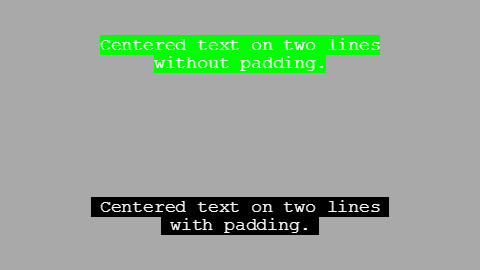 Centered text on two lines
without padding.
Centered text on two lines
with padding.